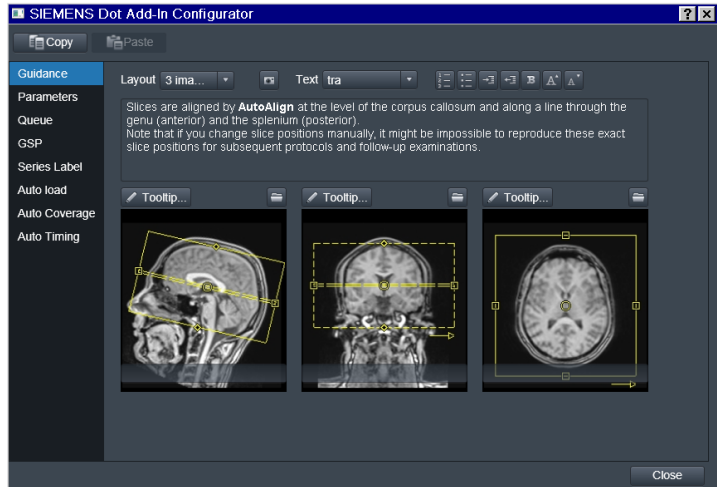 SIEMENS Dot Add-In Configurator
Copy
Paste
Guidance
Parameters
Queue
GSP
Series Label
Auto load
Auto Coverage
Auto Timing
Layout 3 ima... Text tra
Slices are aligned by AutoAlign at the level of the corpus callosum and along a line through the
genu (anterior) and the splenium (posterior).
Note that if you change slice positions manually, it might be impossible to reproduce these exact
slice positions for subsequent protocols and follow-up examinations.
Tooltip... Tooltip... Tooltip...
Close